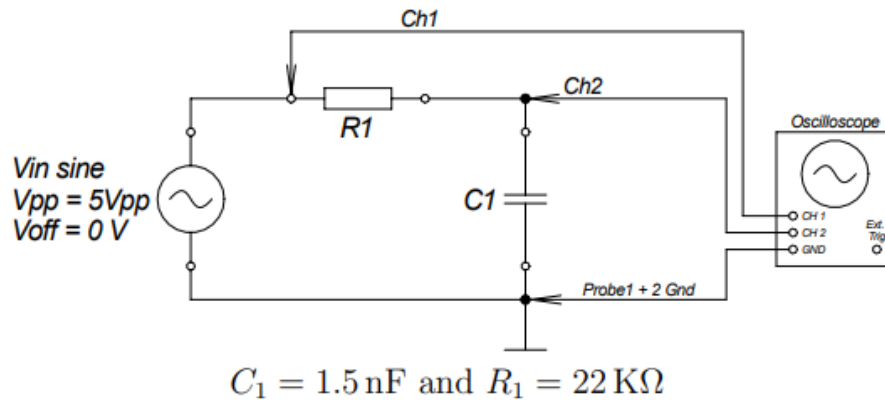 Ch1
Ch2
R1
Oscilloscope
Vin sine
Vpp = 5Vpp
Voff = 0 V
C1
CH 1
CH 2
GND
Ext.
Trig
Probe1 + 2 Gnd
C₁ = 1.5 nF and R₁ = 22 KΩ